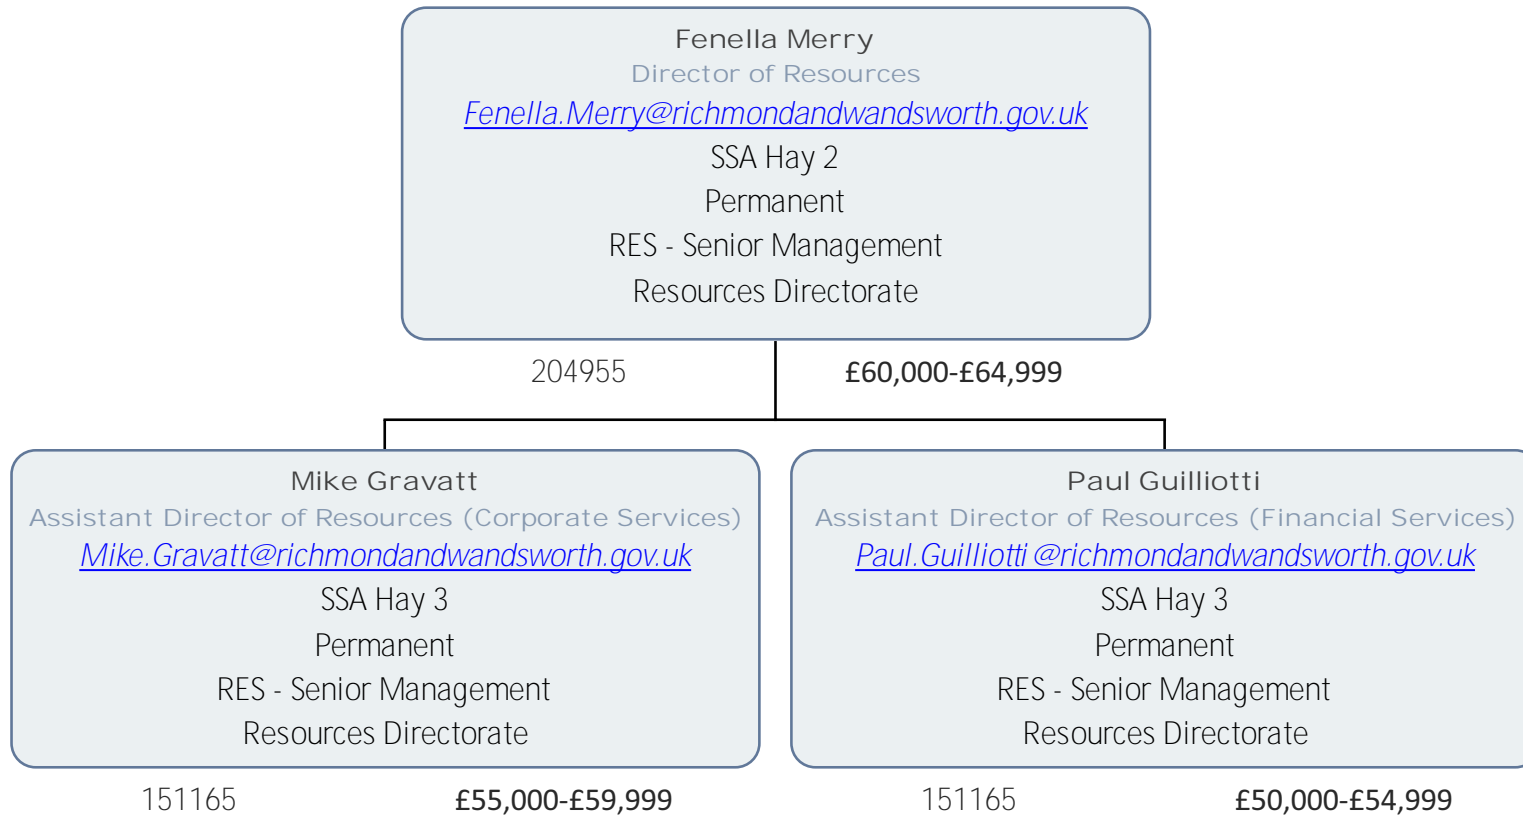 Fenella Merry
Director of Resources
Fenella.Merry@richmondandwandsworth.gov.uk
SSA Hay 2
Permanent
RES - Senior Management
Resources Directorate
204955
£60,000-£64,999
Mike Gravatt
Assistant Director of Resources (Corporate Services)
Mike.Gravatt@richmondandwandsworth.gov.uk
SSA Hay 3
Permanent
RES - Senior Management
Resources Directorate
151165
£55,000-£59,999
Paul Guilliotti
Assistant Director of Resources (Financial Services)
Paul.Guilliotti@richmondandwandsworth.gov.uk
SSA Hay 3
Permanent
RES - Senior Management
Resources Directorate
151165
£50,000-£54,999